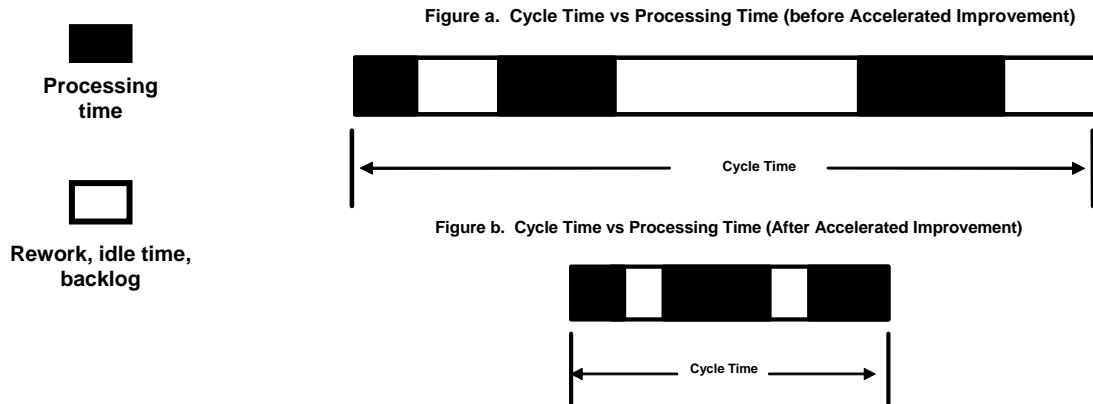 Figure a.  Cycle Time vs Processing Time (before Accelerated Improvement)
Processing
time
Cycle Time
Rework, idle time,
backlog
Figure b.  Cycle Time vs Processing Time (After Accelerated Improvement)
Cycle Time